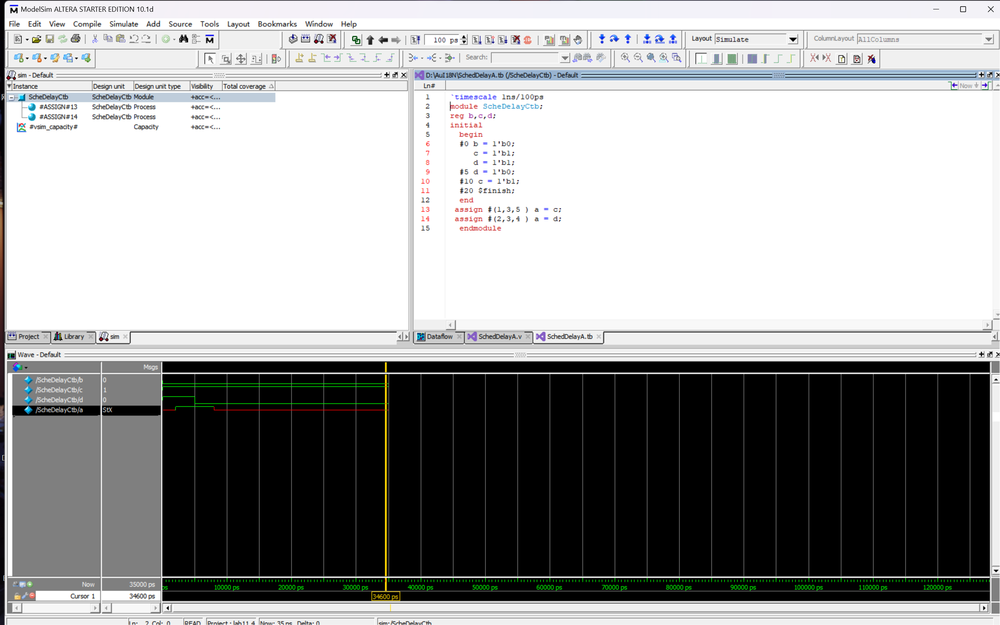 ModelSim ALTERA STARTER EDITION 10.1d
File Edit View Compile Simulate Add Source Tools Layout Bookmarks Window Help
100 ps
Layout Simulate
ColumnLayout AllColumns
Search:
sim - Default
Instance Design unit Design unit type Visibility Total coverage
ScheDelayCtb ScheDelayCtb Module +acc=<...
#ASSIGN#13 ScheDelayCtb Process +acc=<...
#ASSIGN#14 ScheDelayCtb Process +acc=<...
#vsim_capacity# Capacity +acc=<...
D:\AuI18N\SchedDelayA.tb (/ScheDelayCtb) - Default
Ln# Now
1 `timescale 1ns/100ps
2 module ScheDelayCtb;
3 reg b,c,d;
4 initial
5 begin
6 #0 b = 1'b0;
7 c = 1'b1;
8 d = 1'b1;
9 #5 d = 1'b0;
10 #10 c = 1'b1;
11 #20 $finish;
12 end
13 assign #(1,3,5 ) a = c;
14 assign #(2,3,4 ) a = d;
15 endmodule
Project Library sim
Dataflow SchedDelayA.v SchedDelayA.tb
Wave - Default
Msgs
/ScheDelayCtb/b 0
/ScheDelayCtb/c 1
/ScheDelayCtb/d 0
/ScheDelayCtb/a StX
Now 35000 ps
ps 10000 ps 20000 ps 30000 ps 40000 ps 50000 ps 60000 ps 70000 ps 80000 ps 90000 ps 100000 ps 110000 ps 120000 ps
Cursor 1 34600 ps
34600 ps
Ln: 2 Col: 0 READ Project : lab11_4 Now: 35 ns Delta: 0 sim:/ScheDelayCtb